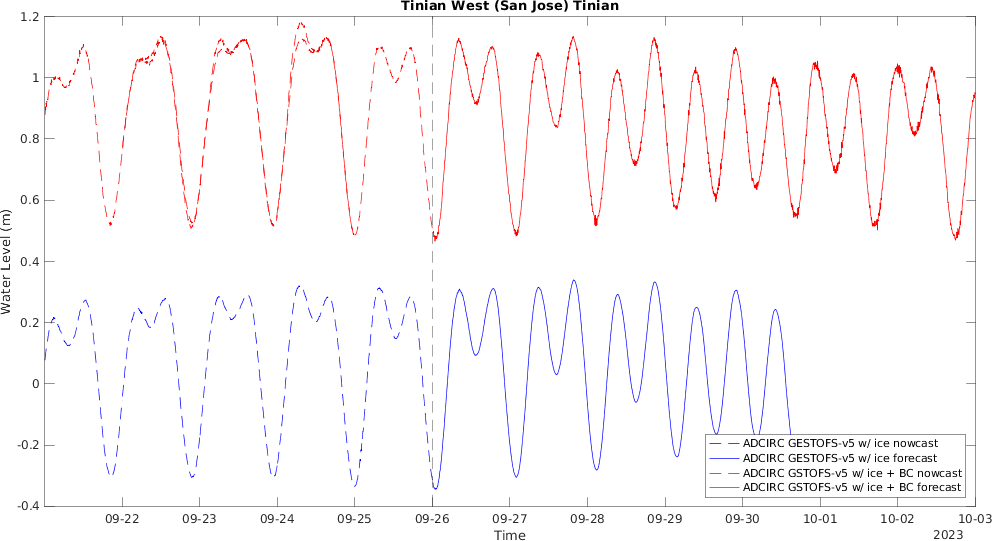 Tinian West (San Jose) Tinian
Water Level (m)
1.2
1
0.8
0.6
0.4
0.2
0
-0.2
-0.4
ADCIRC GESTOFS-v5 w/ ice nowcast
ADCIRC GESTOFS-v5 w/ ice forecast
ADCIRC GSTOFS-v5 w/ ice + BC nowcast
ADCIRC GSTOFS-v5 w/ ice + BC forecast
09-22 09-23 09-24 09-25 09-26 09-27 09-28 09-29 09-30 10-01 10-02 10-03
Time
2023